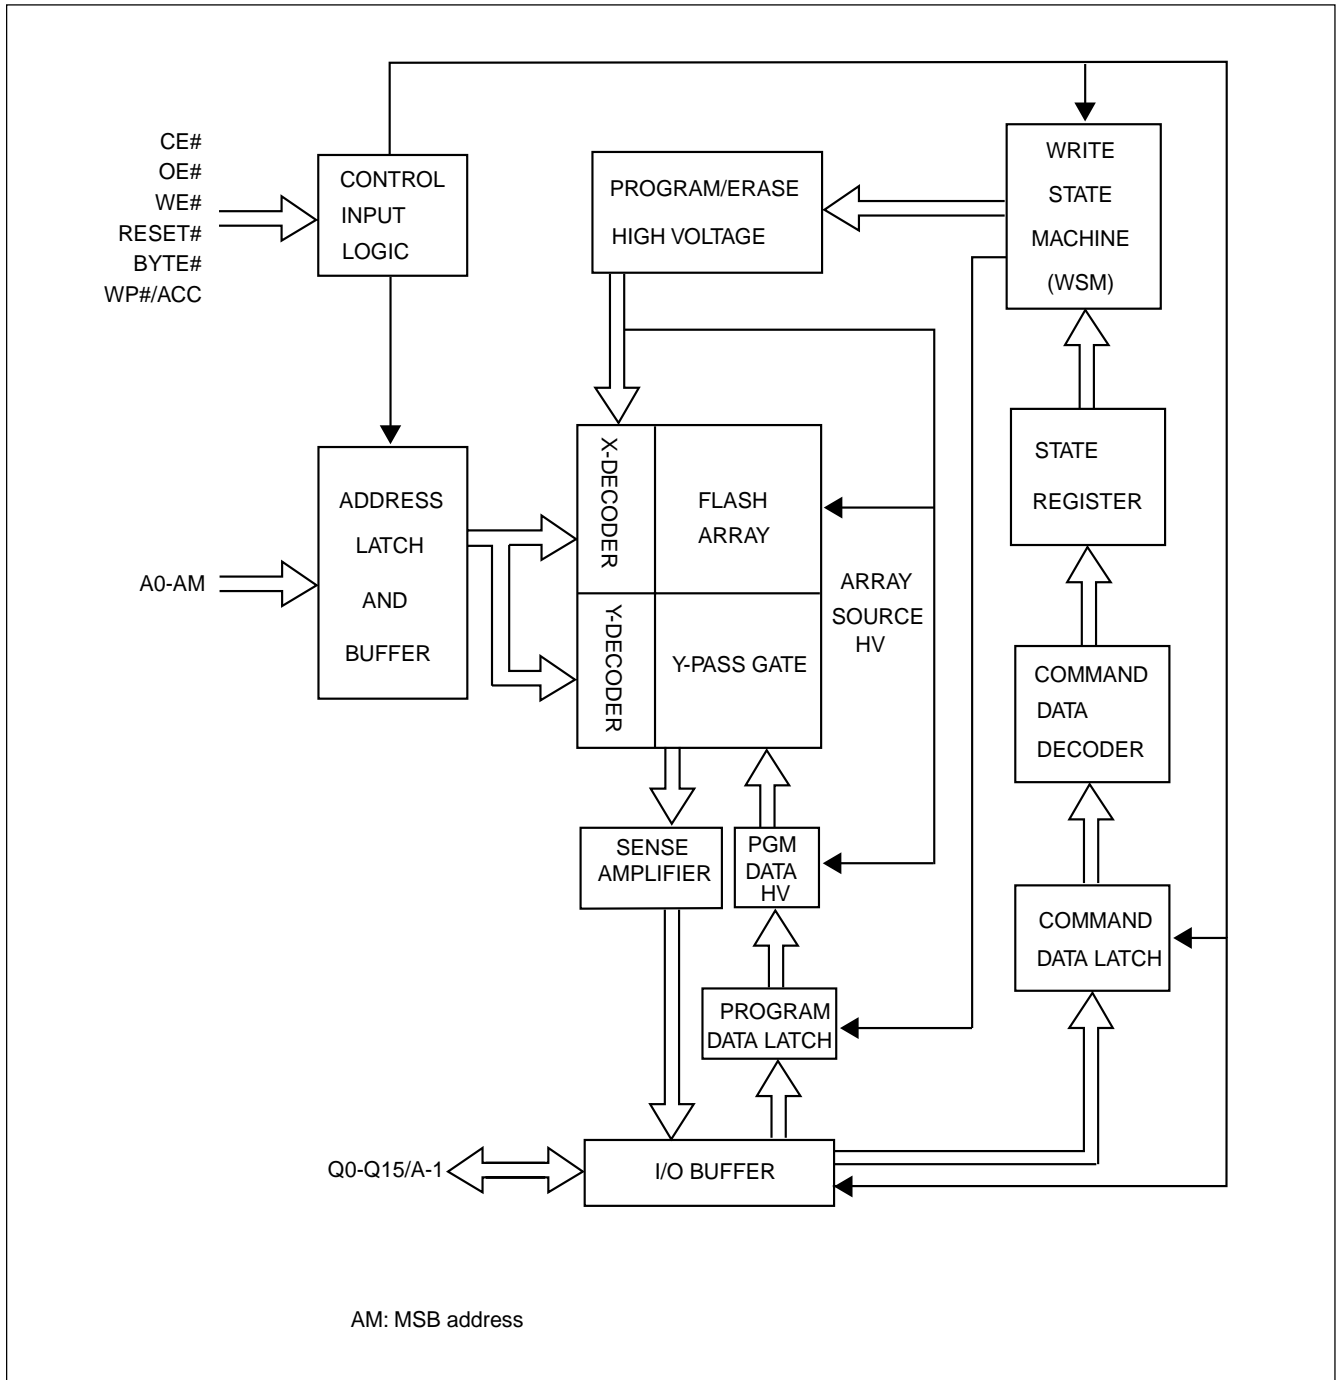 CE#
OE#
WE#
RESET#
BYTE#
WP#/ACC
CONTROL
INPUT
LOGIC
PROGRAM/ERASE
HIGH VOLTAGE
WRITE
STATE
MACHINE
(WSM)
A0-AM
ADDRESS
LATCH
AND
BUFFER
X-DECODER
FLASH
ARRAY
Y-DECODER
Y-PASS GATE
ARRAY
SOURCE
HV
STATE
REGISTER
COMMAND
DATA
DECODER
SENSE
AMPLIFIER
PGM
DATA
HV
COMMAND
DATA LATCH
PROGRAM
DATA LATCH
Q0-Q15/A-1
I/O BUFFER
AM: MSB address